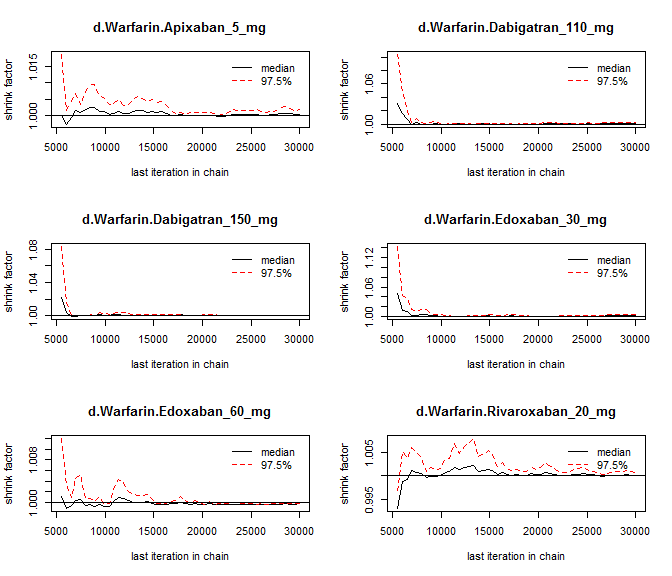 d.Warfarin.Apixaban_5_mg
shrink factor
1.000 1.015
median
97.5%
5000 10000 15000 20000 25000 30000
last iteration in chain
d.Warfarin.Dabigatran_110_mg
shrink factor
1.00 1.06
median
97.5%
5000 10000 15000 20000 25000 30000
last iteration in chain
d.Warfarin.Dabigatran_150_mg
shrink factor
1.00 1.04 1.08
median
97.5%
5000 10000 15000 20000 25000 30000
last iteration in chain
d.Warfarin.Edoxaban_30_mg
shrink factor
1.00 1.06 1.12
median
97.5%
5000 10000 15000 20000 25000 30000
last iteration in chain
d.Warfarin.Edoxaban_60_mg
shrink factor
1.000 1.008
median
97.5%
5000 10000 15000 20000 25000 30000
last iteration in chain
d.Warfarin.Rivaroxaban_20_mg
shrink factor
0.995 1.005
median
97.5%
5000 10000 15000 20000 25000 30000
last iteration in chain